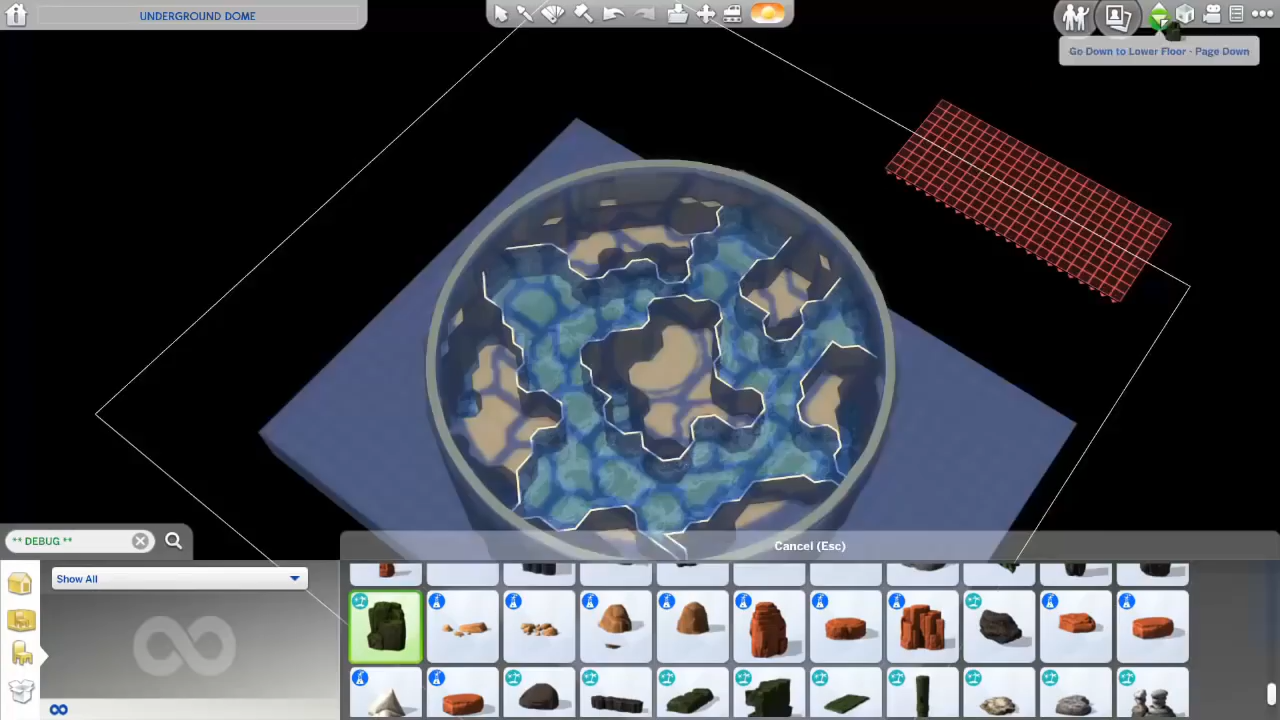 UNDERGROUND DOME
Go Down to Lower Floor - Page Down
** DEBUG **
Cancel (Esc)
Show All